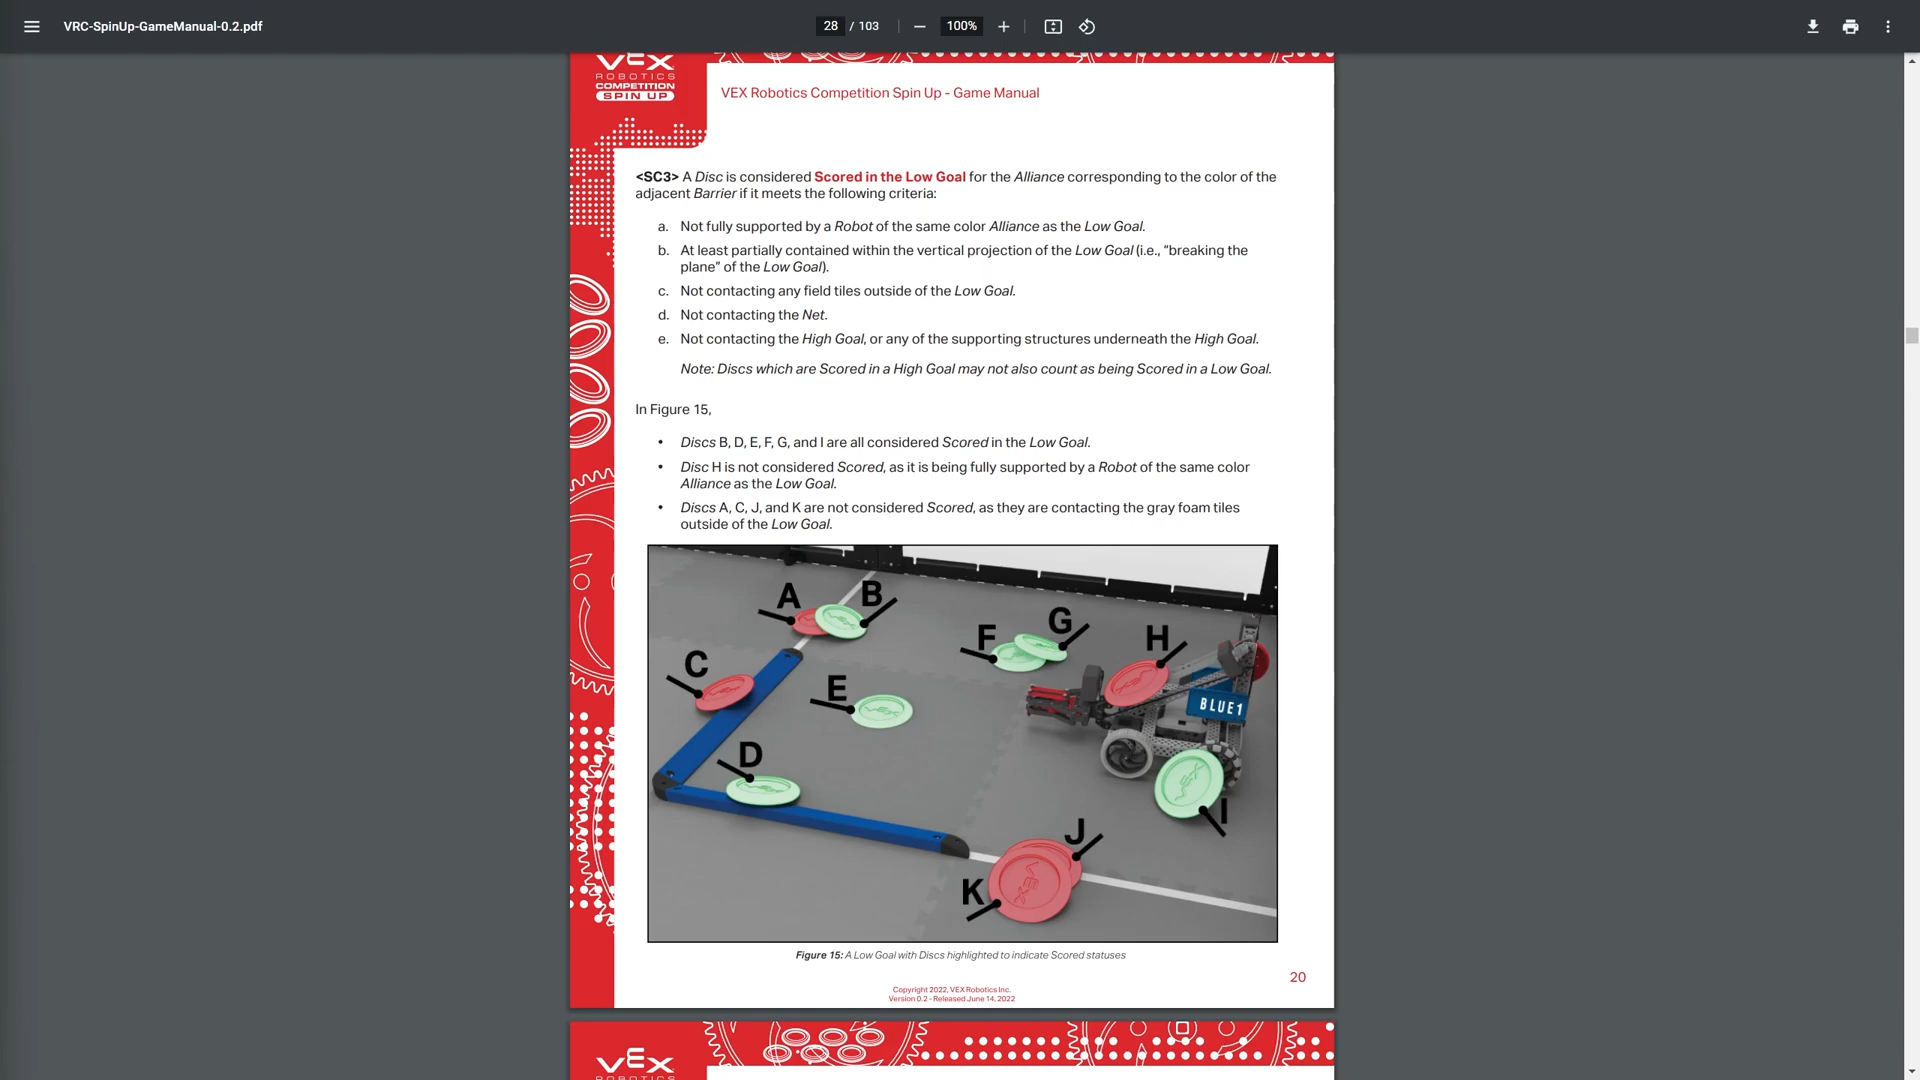 VRC-SpinUp-GameManual-0.2.pdf
28 / 103
100%
VEX
ROBOTICS
COMPETITION
SPIN UP
VEX Robotics Competition Spin Up - Game Manual
<SC3> A Disc is considered Scored in the Low Goal for the Alliance corresponding to the color of the
adjacent Barrier if it meets the following criteria:
a. Not fully supported by a Robot of the same color Alliance as the Low Goal.
b. At least partially contained within the vertical projection of the Low Goal (i.e., “breaking the
plane” of the Low Goal).
c. Not contacting any field tiles outside of the Low Goal.
d. Not contacting the Net.
e. Not contacting the High Goal, or any of the supporting structures underneath the High Goal.
Note: Discs which are Scored in a High Goal may not also count as being Scored in a Low Goal.
In Figure 15,
• Discs B, D, E, F, G, and I are all considered Scored in the Low Goal.
• Disc H is not considered Scored, as it is being fully supported by a Robot of the same color
Alliance as the Low Goal.
• Discs A, C, J, and K are not considered Scored, as they are contacting the gray foam tiles
outside of the Low Goal.
A
B
C
D
E
F
G
H
BLUE1
I
J
K
VEX
Figure 15: A Low Goal with Discs highlighted to indicate Scored statuses
20
Copyright 2022, VEX Robotics Inc.
Version 0.2 - Released June 14, 2022
VEX
ROBOTICS